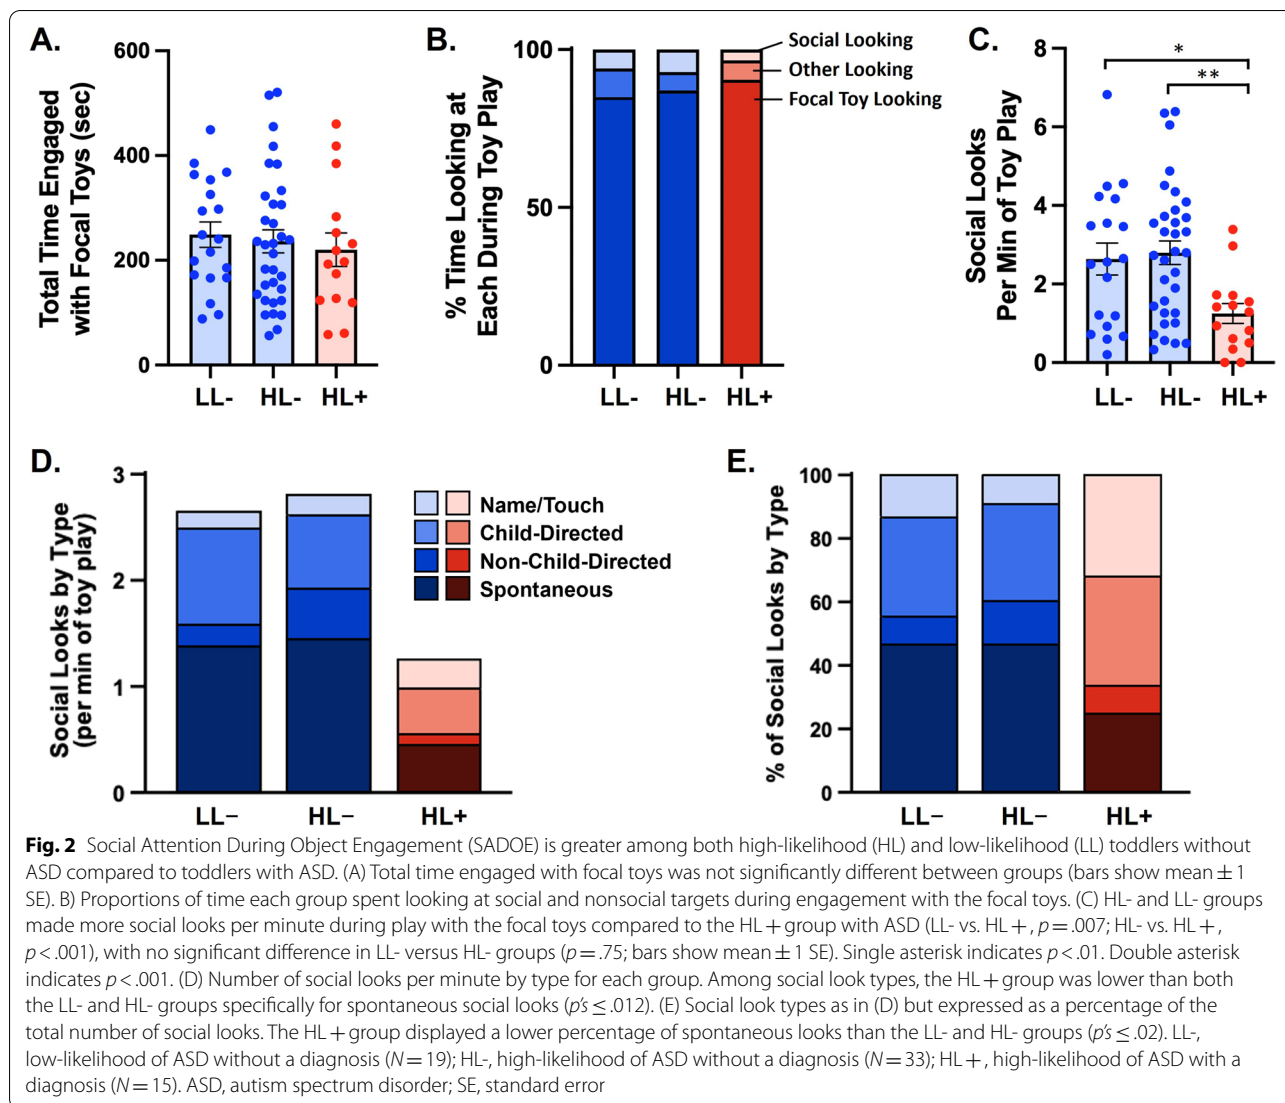 A.
Total Time Engaged
with Focal Toys (sec)
600
400
200
0
LL-
HL-
HL+
B.
% Time Looking at
Each During Toy Play
100
50
0
LL-
HL-
HL+
Social Looking
Other Looking
Focal Toy Looking
C.
Social Looks
Per Min of Toy Play
8
6
4
2
0
*
**
LL-
HL-
HL+
D.
Social Looks by Type
(per min of toy play)
3
2
1
0
LL–
HL–
HL+
Name/Touch
Child-Directed
Non-Child-Directed
Spontaneous
E.
% of Social Looks by Type
100
80
60
40
20
0
LL–
HL–
HL+
Fig. 2 Social Attention During Object Engagement (SADOE) is greater among both high-likelihood (HL) and low-likelihood (LL) toddlers without
ASD compared to toddlers with ASD. (A) Total time engaged with focal toys was not significantly different between groups (bars show mean ± 1
SE). B) Proportions of time each group spent looking at social and nonsocial targets during engagement with the focal toys. (C) HL- and LL- groups
made more social looks per minute during play with the focal toys compared to the HL + group with ASD (LL- vs. HL +, p = .007; HL- vs. HL +,
p < .001), with no significant difference in LL- versus HL- groups (p = .75; bars show mean ± 1 SE). Single asterisk indicates p < .01. Double asterisk
indicates p < .001. (D) Number of social looks per minute by type for each group. Among social look types, the HL + group was lower than both
the LL- and HL- groups specifically for spontaneous social looks (p's ≤ .012). (E) Social look types as in (D) but expressed as a percentage of the
total number of social looks. The HL + group displayed a lower percentage of spontaneous looks than the LL- and HL- groups (p's ≤ .02). LL-,
low-likelihood of ASD without a diagnosis (N = 19); HL-, high-likelihood of ASD without a diagnosis (N = 33); HL +, high-likelihood of ASD with a
diagnosis (N = 15). ASD, autism spectrum disorder; SE, standard error